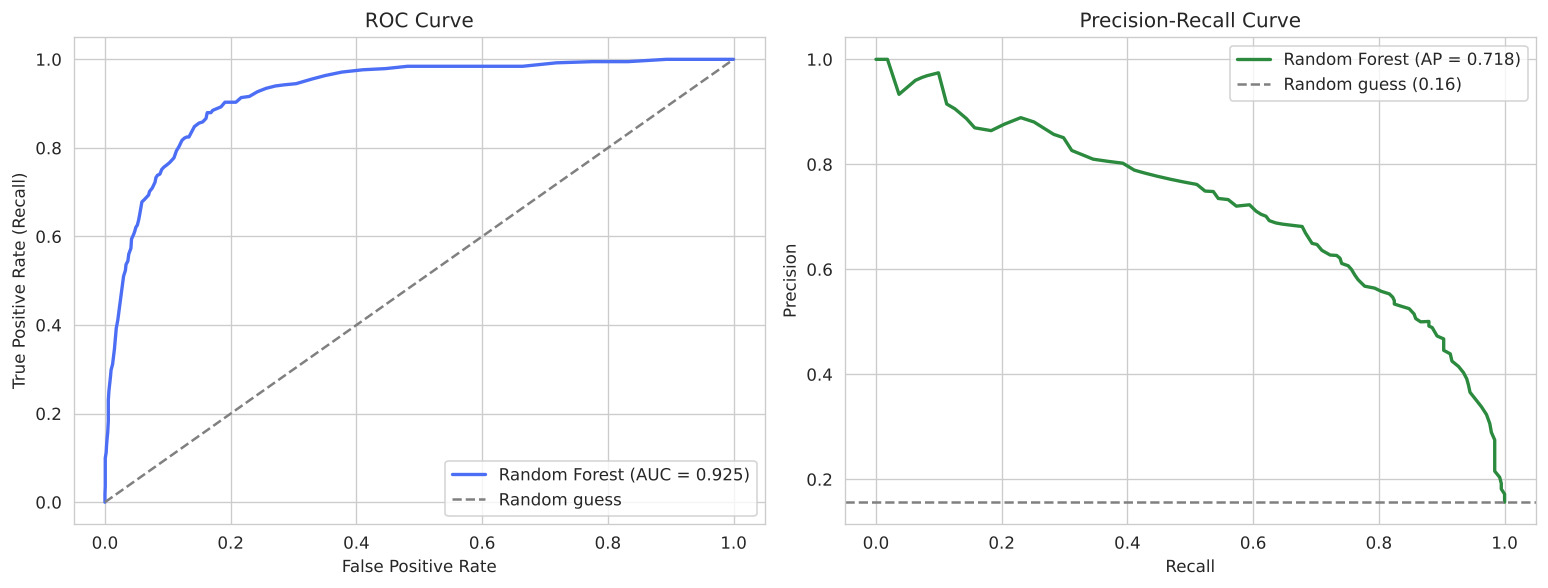 ROC Curve
1.0
0.8
0.6
0.4
0.2
0.0
True Positive Rate (Recall)
Random Forest (AUC = 0.925)
Random guess
0.0 0.2 0.4 0.6 0.8 1.0
False Positive Rate
Precision-Recall Curve
Random Forest (AP = 0.718)
Random guess (0.16)
1.0
0.8
0.6
0.4
0.2
Precision
0.0 0.2 0.4 0.6 0.8 1.0
Recall